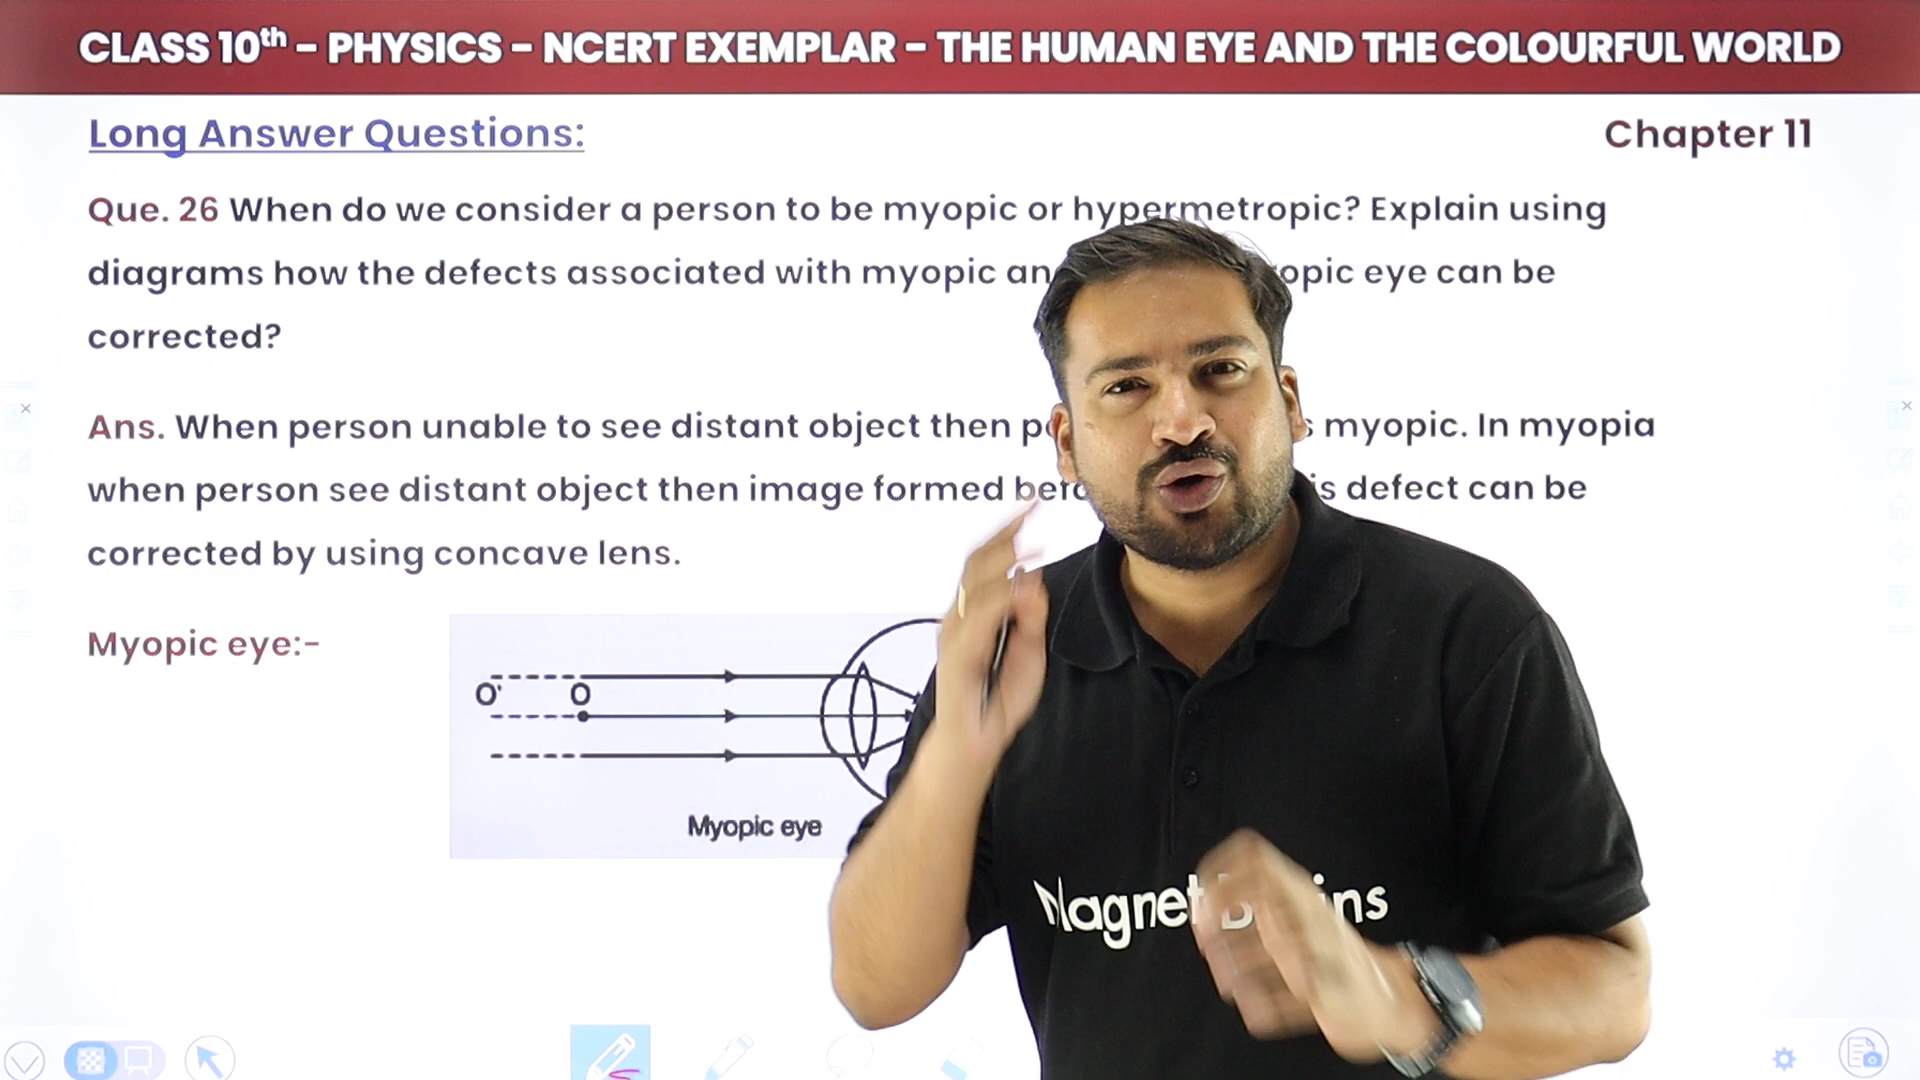 CLASS 10th - PHYSICS - NCERT EXEMPLAR - THE HUMAN EYE AND THE COLOURFUL WORLD
Long Answer Questions:
Chapter 11
Que. 26 When do we consider a person to be myopic or hypermetropic? Explain using
diagrams how the defects associated with myopic an opic eye can be
corrected?
Ans. When person unable to see distant object then myopic. In myopia
when person see distant object then image formed defect can be
corrected by using concave lens.
Myopic eye:-
O' O
Myopic eye
Magnet